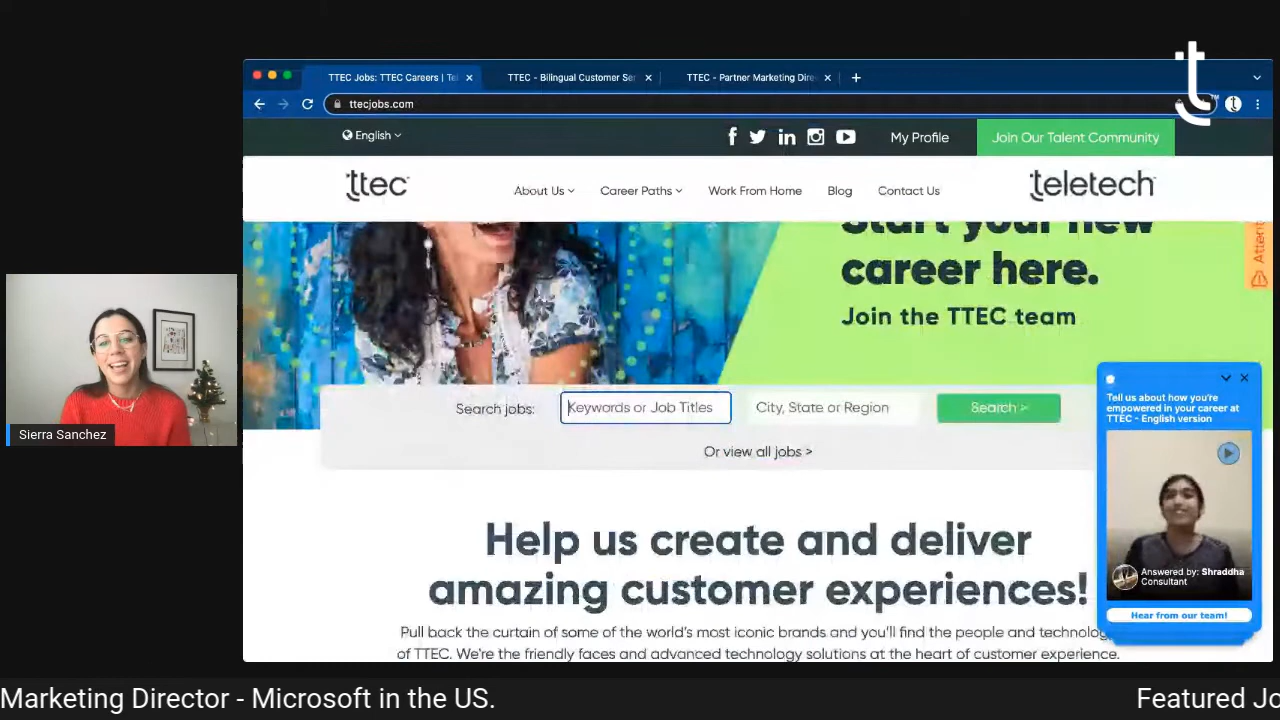 TTEC Jobs: TTEC Careers | Te
TTEC - Bilingual Customer Ser
TTEC - Partner Marketing Dire
ttecjobs.com
English
My Profile
Join Our Talent Community
ttec
About Us
Career Paths
Work From Home
Blog
Contact Us
teletech
Start your new
career here.
Join the TTEC team
Search jobs:
Keywords or Job Titles
City, State or Region
Search >
Or view all jobs >
Help us create and deliver
amazing customer experiences!
Pull back the curtain of some of the world's most iconic brands and you'll find the people and technolog
of TTEC. We're the friendly faces and advanced technology solutions at the heart of customer experience.
Attent
Tell us about how you're
empowered in your career at
TTEC - English version
Answered by: Shraddha
Consultant
Hear from our team!
Sierra Sanchez
Marketing Director - Microsoft in the US.
Featured Jo